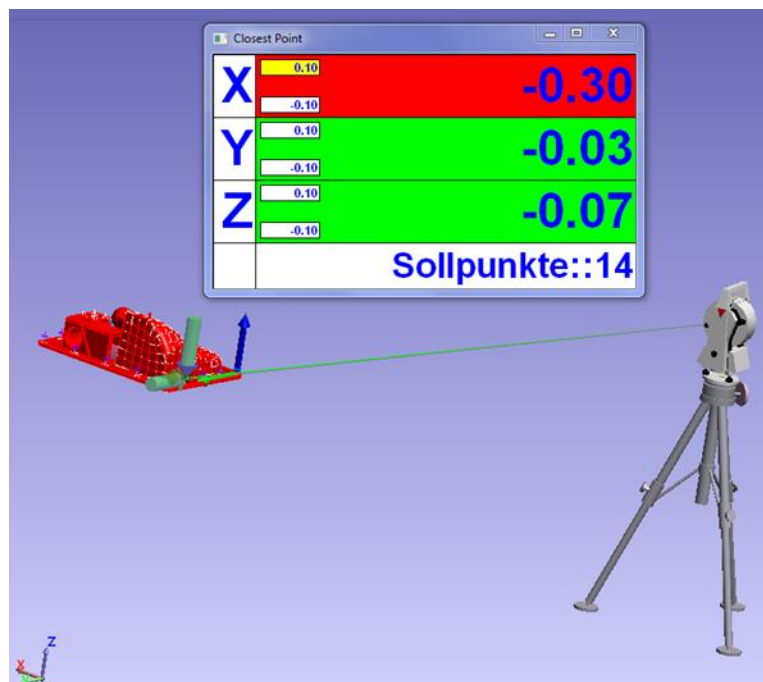 Closest Point
X 0.10 -0.10 -0.30
Y 0.10 -0.10 -0.03
Z 0.10 -0.10 -0.07
Sollpunkte::14
Z
X